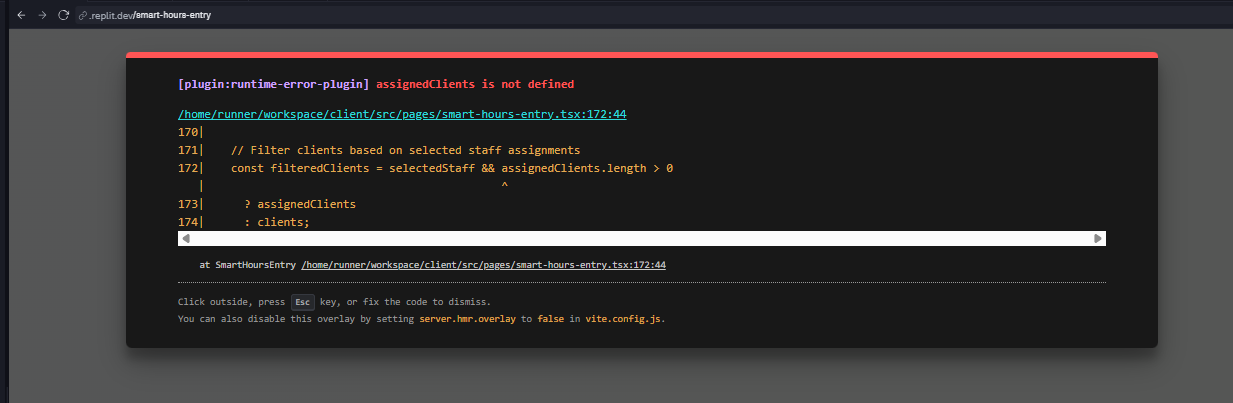 .replit.dev/smart-hours-entry
[plugin:runtime-error-plugin] assignedClients is not defined
/home/runner/workspace/client/src/pages/smart-hours-entry.tsx:172:44
170|
171|    // Filter clients based on selected staff assignments
172|    const filteredClients = selectedStaff && assignedClients.length > 0
   |                                             ^
173|      ? assignedClients
174|      : clients;
at SmartHoursEntry /home/runner/workspace/client/src/pages/smart-hours-entry.tsx:172:44
Click outside, press Esc key, or fix the code to dismiss.
You can also disable this overlay by setting server.hmr.overlay to false in vite.config.js.